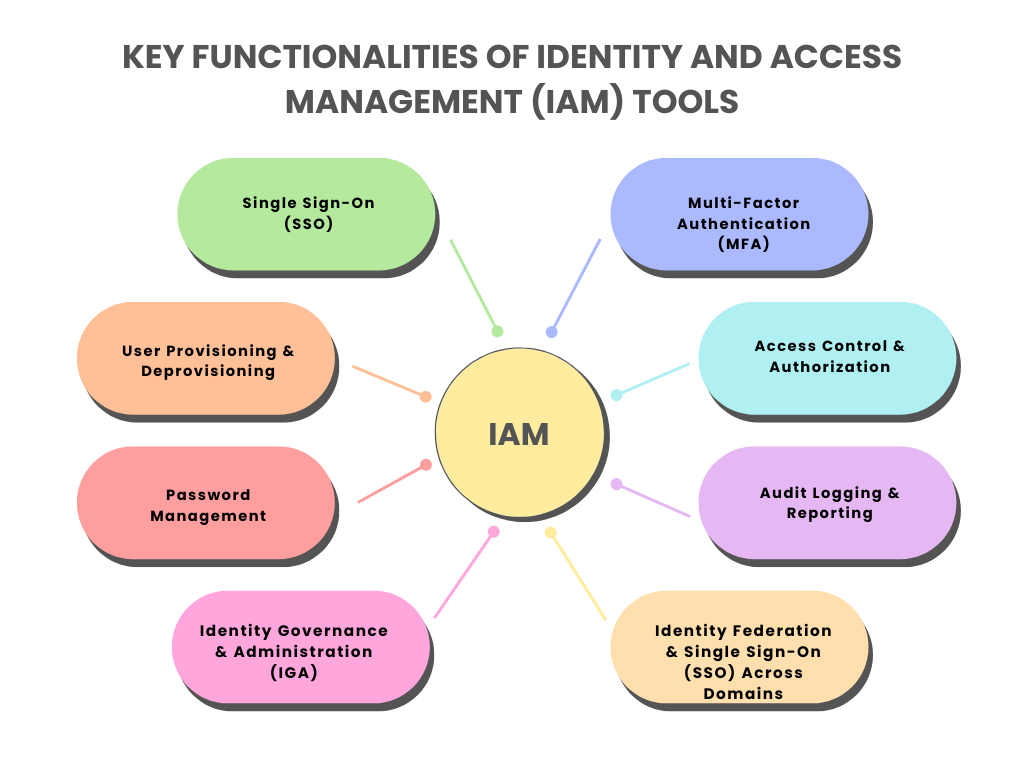 KEY FUNCTIONALITIES OF IDENTITY AND ACCESS
MANAGEMENT (IAM) TOOLS
Single Sign-On
(SSO)
Multi-Factor
Authentication
(MFA)
User Provisioning &
Deprovisioning
Access Control &
Authorization
IAM
Password
Management
Audit Logging &
Reporting
Identity Governance
& Administration
(IGA)
Identity Federation
& Single Sign-On
(SSO) Across
Domains